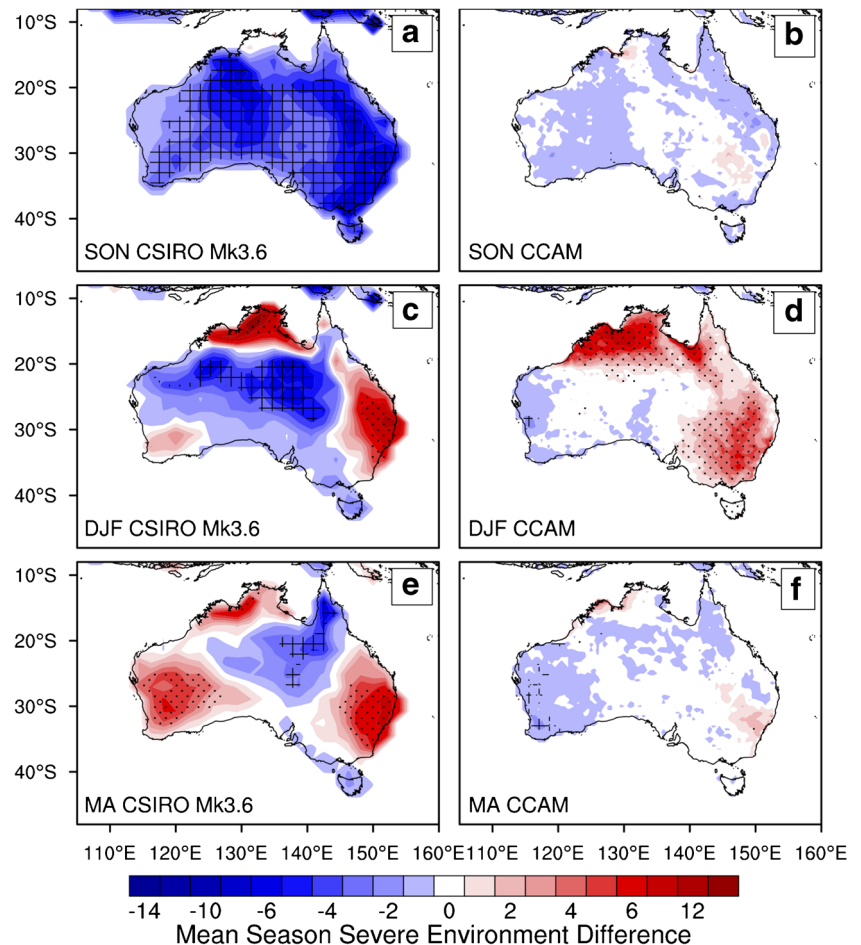 10°S a b
20°S
30°S
40°S
SON CSIRO Mk3.6 SON CCAM
10°S c d
20°S
30°S
40°S
DJF CSIRO Mk3.6 DJF CCAM
10°S e f
20°S
30°S
40°S
MA CSIRO Mk3.6 MA CCAM
110°E 120°E 130°E 140°E 150°E 160°E 110°E 120°E 130°E 140°E 150°E 160°E
-14 -10 -6 -4 -2 0 2 4 6 12
Mean Season Severe Environment Difference